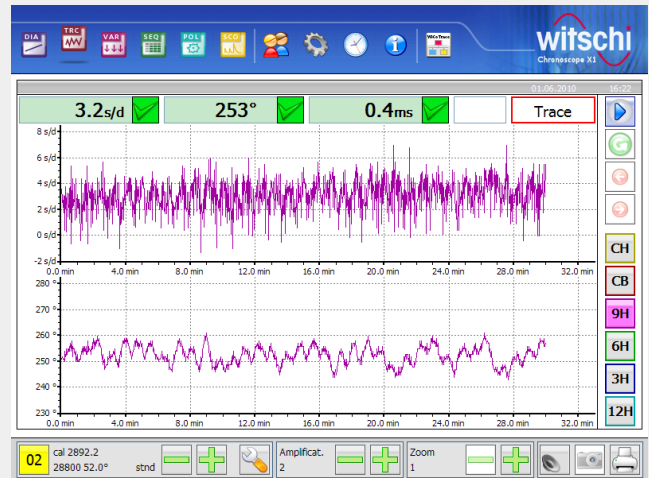 DIA TRC VAR SEQ POL SCO WiCoTrace witschi
Chronoscope X1
01.06.2010 16:22
3.2s/d 253° 0.4ms Trace
8 s/d
6 s/d
4 s/d
2 s/d
0 s/d
-2 s/d
0.0 min 4.0 min 8.0 min 12.0 min 16.0 min 20.0 min 24.0 min 28.0 min 32.0 min
280 °
270 °
260 °
250 °
240 °
230 °
0.0 min 4.0 min 8.0 min 12.0 min 16.0 min 20.0 min 24.0 min 28.0 min 32.0 min
CH
CB
9H
6H
3H
12H
02 cal 2892.2
28800 52.0° stnd
Amplificat.
2
Zoom
1